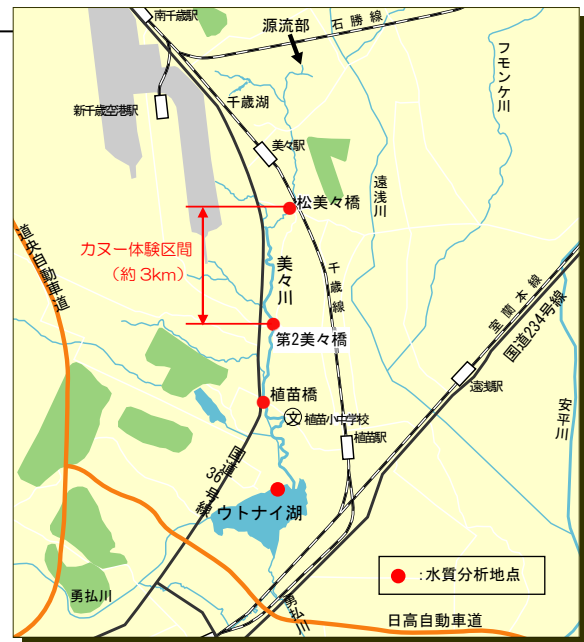 南千歳駅
源流部
石勝線
フモンケ川
新千歳空港駅
千歳湖
美々駅
遠浅川
松美々橋
道央自動車道
カヌー体験区間
(約3km)
美々川
千歳線
室蘭本線
国道234号線
第2美々橋
遠浅駅
植苗橋
安平川
文 植苗小中学校
植苗駅
国道36号線
ウトナイ湖
:水質分析地点
勇払川
勇払川
日高自動車道